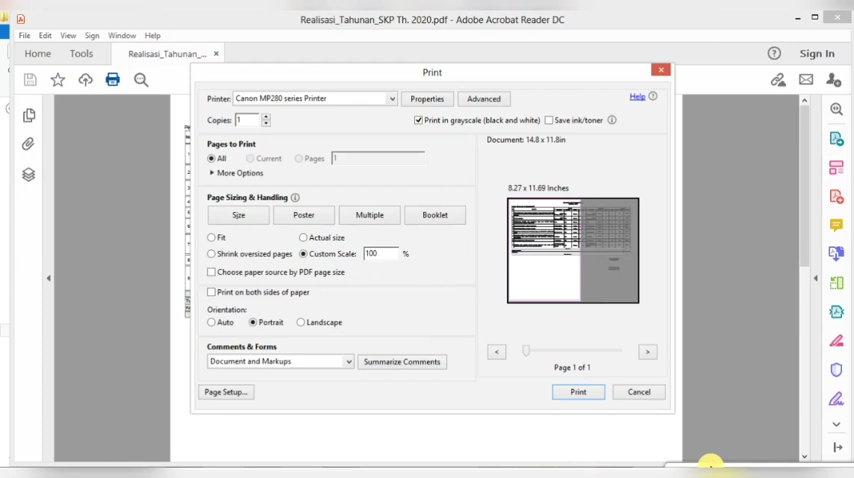 Realisasi_Tahunan_SKP Th. 2020.pdf - Adobe Acrobat Reader DC
File Edit View Sign Window Help
Home Tools Realisasi_Tahunan_... × Sign In
Print
Printer: Canon MP280 series Printer Properties Advanced Help
Copies: 1 Print in grayscale (black and white) Save ink/toner
Pages to Print Document: 14.8 x 11.8in
All Current Pages 1
More Options
8.27 x 11.69 Inches
Page Sizing & Handling
Size Poster Multiple Booklet
Fit Actual size
Shrink oversized pages Custom Scale: 100 %
Choose paper source by PDF page size
Print on both sides of paper
Orientation:
Auto Portrait Landscape
Comments & Forms
Document and Markups Summarize Comments
< >
Page 1 of 1
Page Setup... Print Cancel